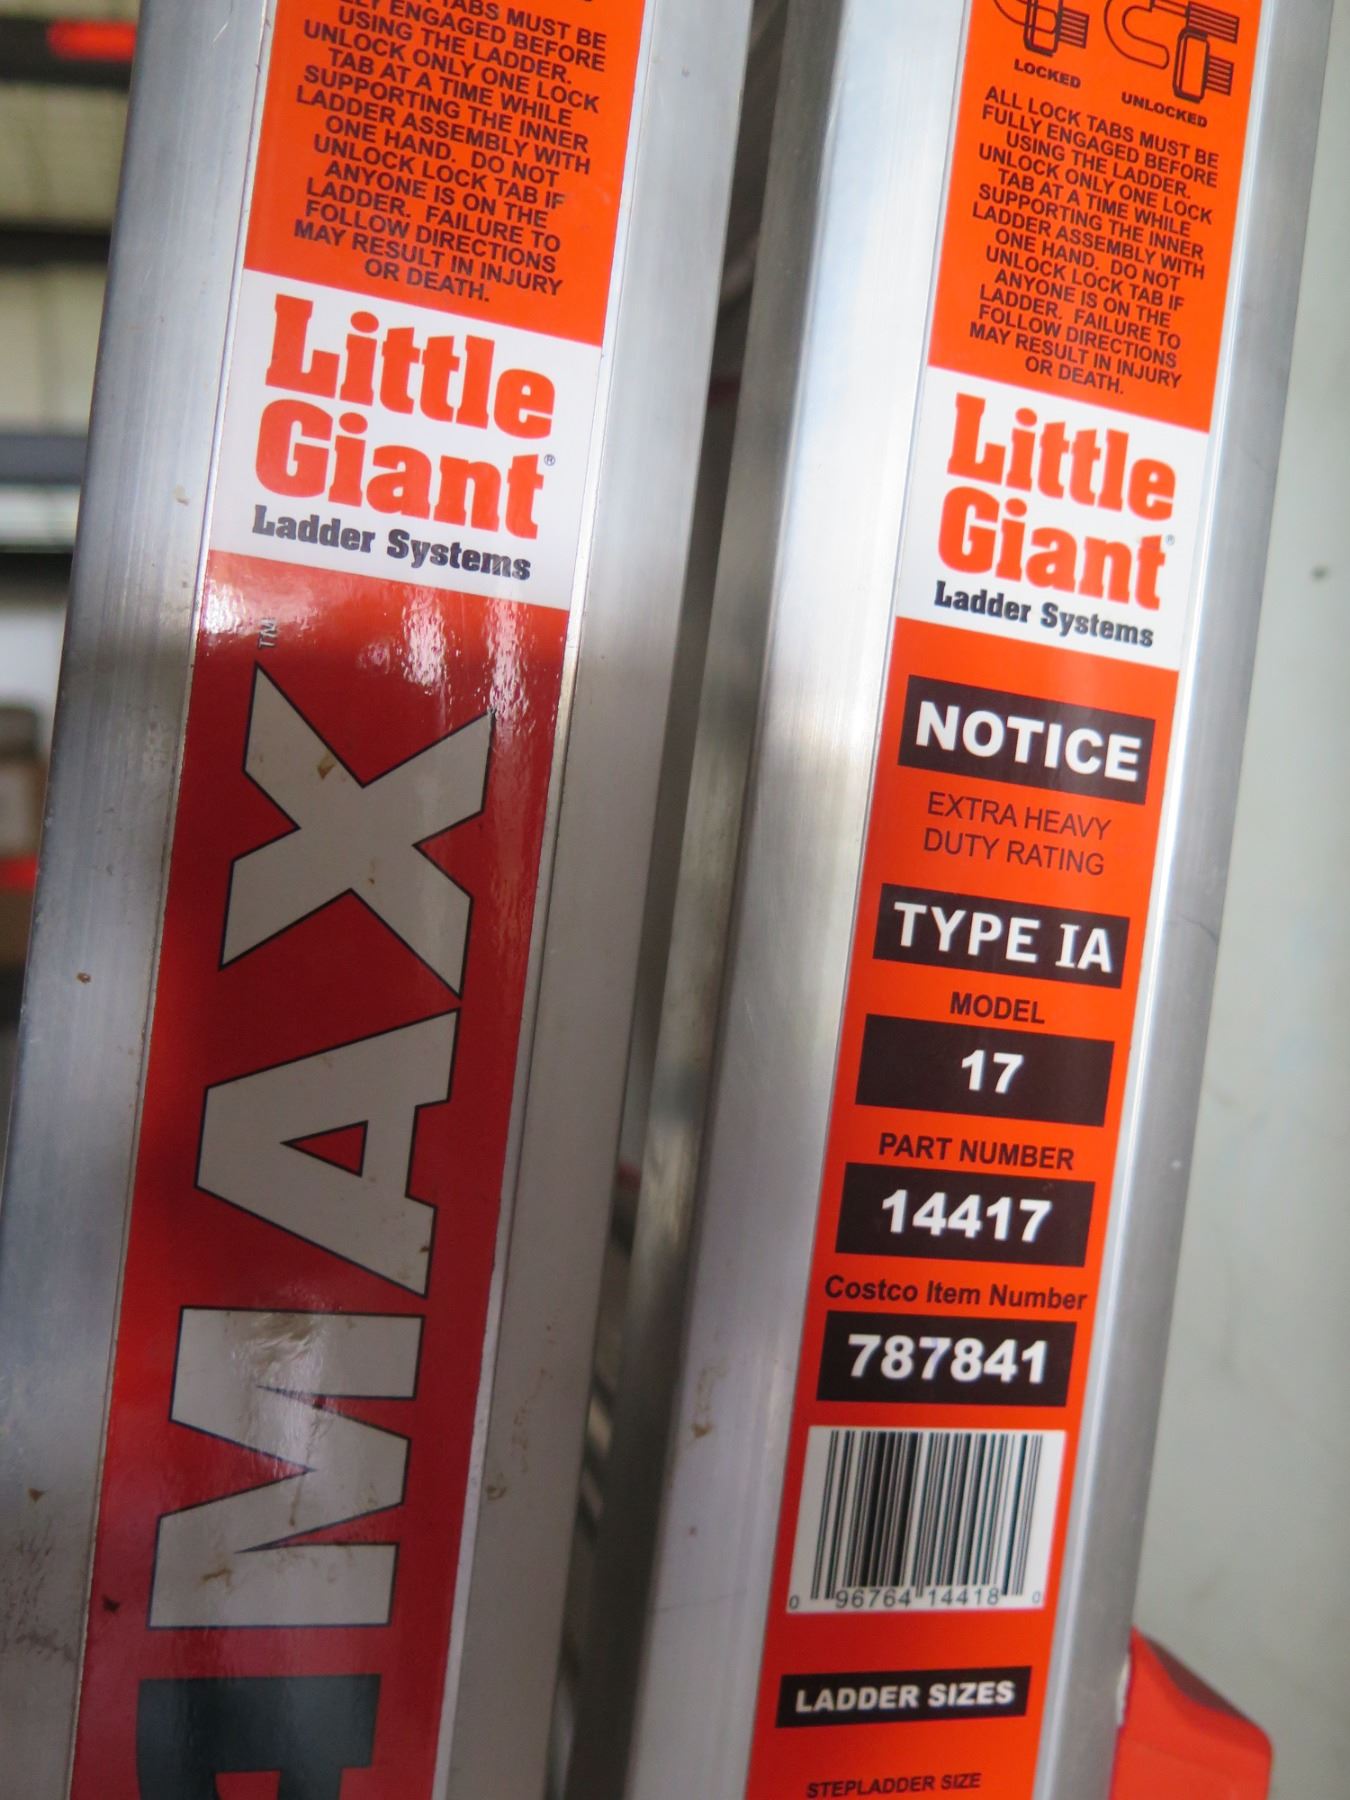 TABS MUST BE
ENGAGED BEFORE
USING THE LADDER.
UNLOCK ONLY ONE LOCK
TAB AT A TIME WHILE
SUPPORTING THE INNER
LADDER ASSEMBLY WITH
ONE HAND. DO NOT
UNLOCK LOCK TAB IF
ANYONE IS ON THE
LADDER. FAILURE TO
FOLLOW DIRECTIONS
MAY RESULT IN INJURY
OR DEATH.
Little
Giant®
Ladder Systems
MAX™
LOCKED
UNLOCKED
ALL LOCK TABS MUST BE
FULLY ENGAGED BEFORE
USING THE LADDER.
UNLOCK ONLY ONE LOCK
TAB AT A TIME WHILE
SUPPORTING THE INNER
LADDER ASSEMBLY WITH
ONE HAND. DO NOT
UNLOCK LOCK TAB IF
ANYONE IS ON THE
LADDER. FAILURE TO
FOLLOW DIRECTIONS
MAY RESULT IN INJURY
OR DEATH.
Little
Giant®
Ladder Systems
NOTICE
EXTRA HEAVY
DUTY RATING
TYPE IA
MODEL
17
PART NUMBER
14417
Costco Item Number
787841
0 96764 14418 0
LADDER SIZES
STEPLADDER SIZE